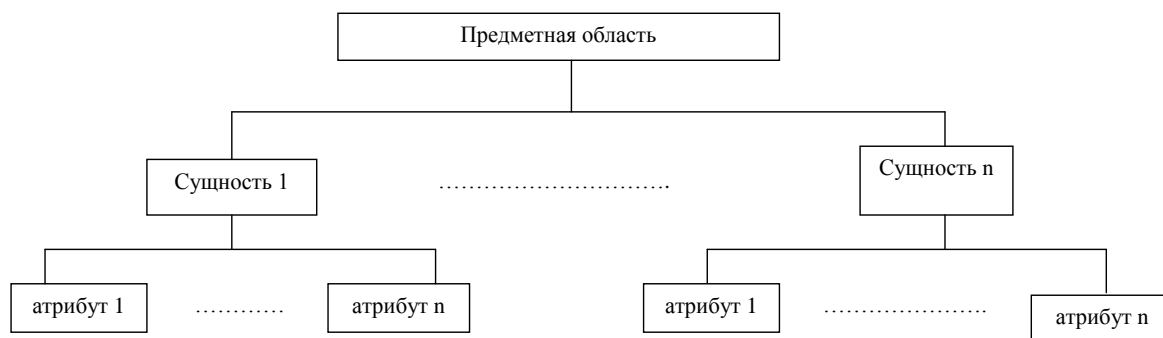 Предметная область
Сущность 1
………………………….
Сущность n
атрибут 1
…………
атрибут n
атрибут 1
………………….
атрибут n